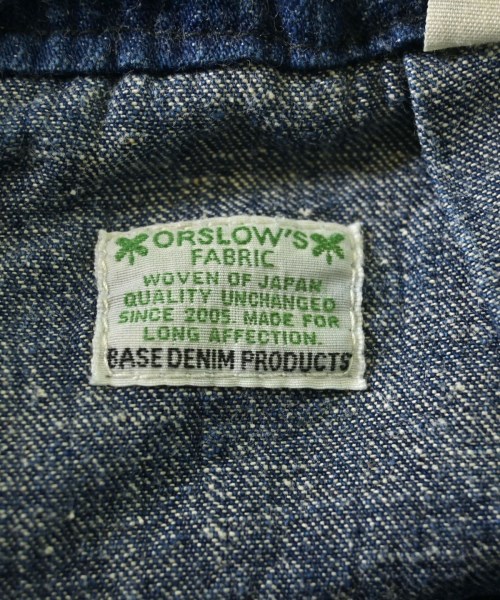 ORSLOW'S
FABRIC
WOVEN OF JAPAN
QUALITY UNCHANGED
SINCE 2005. MADE FOR
LONG AFFECTION.
BASE DENIM PRODUCTS